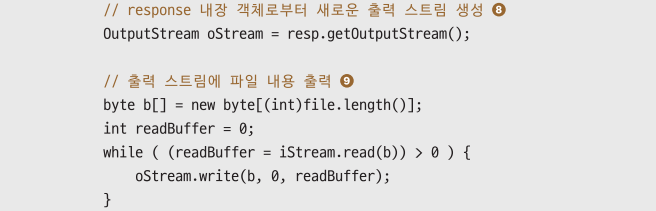 // response 내장 객체로부터 새로운 출력 스트림 생성 ❽
OutputStream oStream = resp.getOutputStream();
// 출력 스트림에 파일 내용 출력 ❾
byte b[] = new byte[(int)file.length()];
int readBuffer = 0;
while ( (readBuffer = iStream.read(b)) > 0 ) {
    oStream.write(b, 0, readBuffer);
}